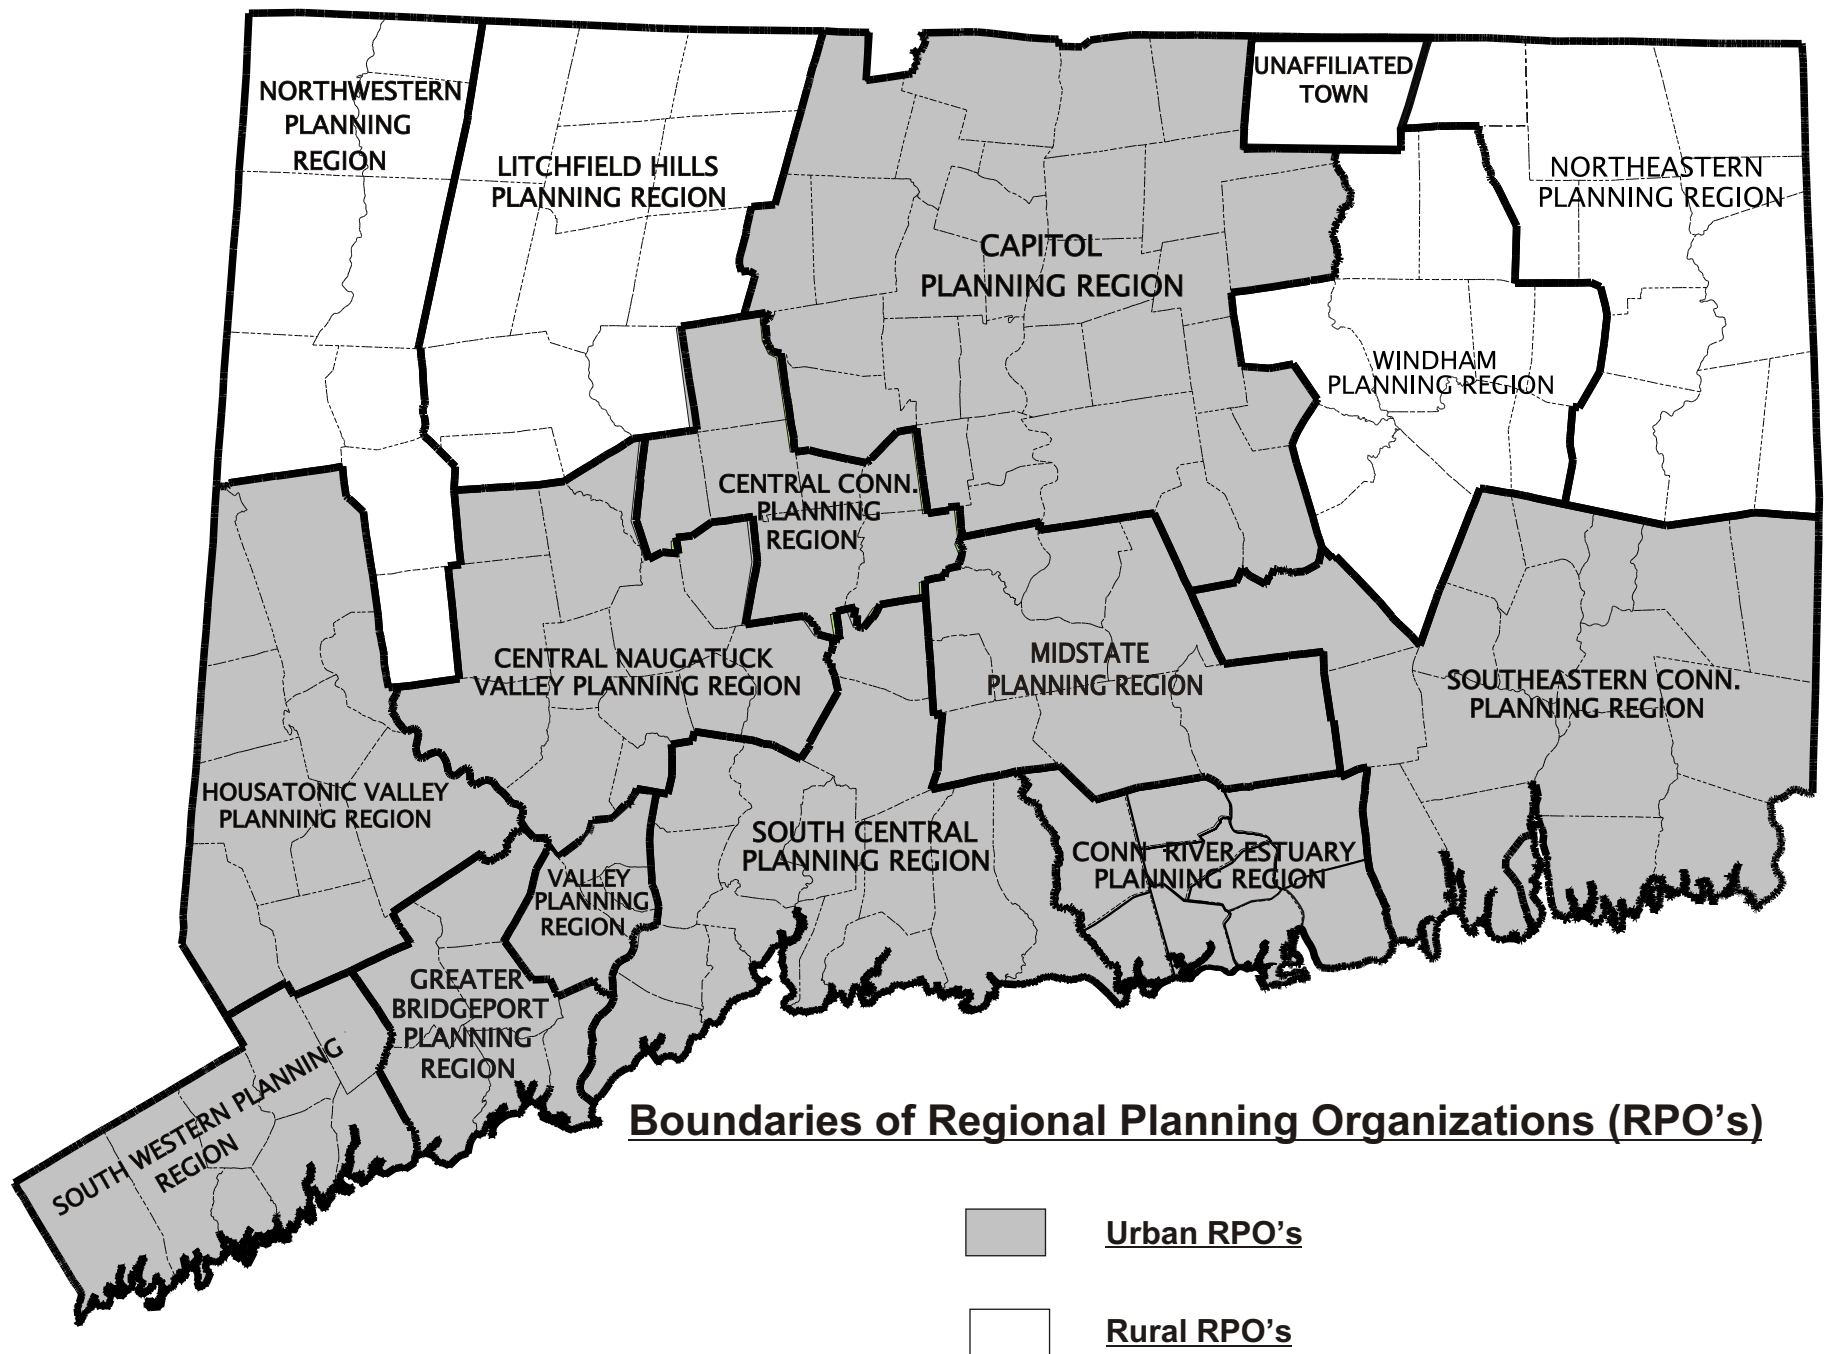 NORTHWESTERN
PLANNING
REGION
LITCHFIELD HILLS
PLANNING REGION
CAPITOL
PLANNING REGION
UNAFFILIATED
TOWN
NORTHEASTERN
PLANNING REGION
WINDHAM
PLANNING REGION
CENTRAL CONN.
PLANNING
REGION
CENTRAL NAUGATUCK
VALLEY PLANNING REGION
MIDSTATE
PLANNING REGION
SOUTHEASTERN CONN.
PLANNING REGION
HOUSATONIC VALLEY
PLANNING REGION
SOUTH CENTRAL
PLANNING REGION
CONN. RIVER ESTUARY
PLANNING REGION
VALLEY
PLANNING
REGION
GREATER
BRIDGEPORT
PLANNING
REGION
SOUTH WESTERN PLANNING
REGION
Boundaries of Regional Planning Organizations (RPO's)
Urban RPO's
Rural RPO's